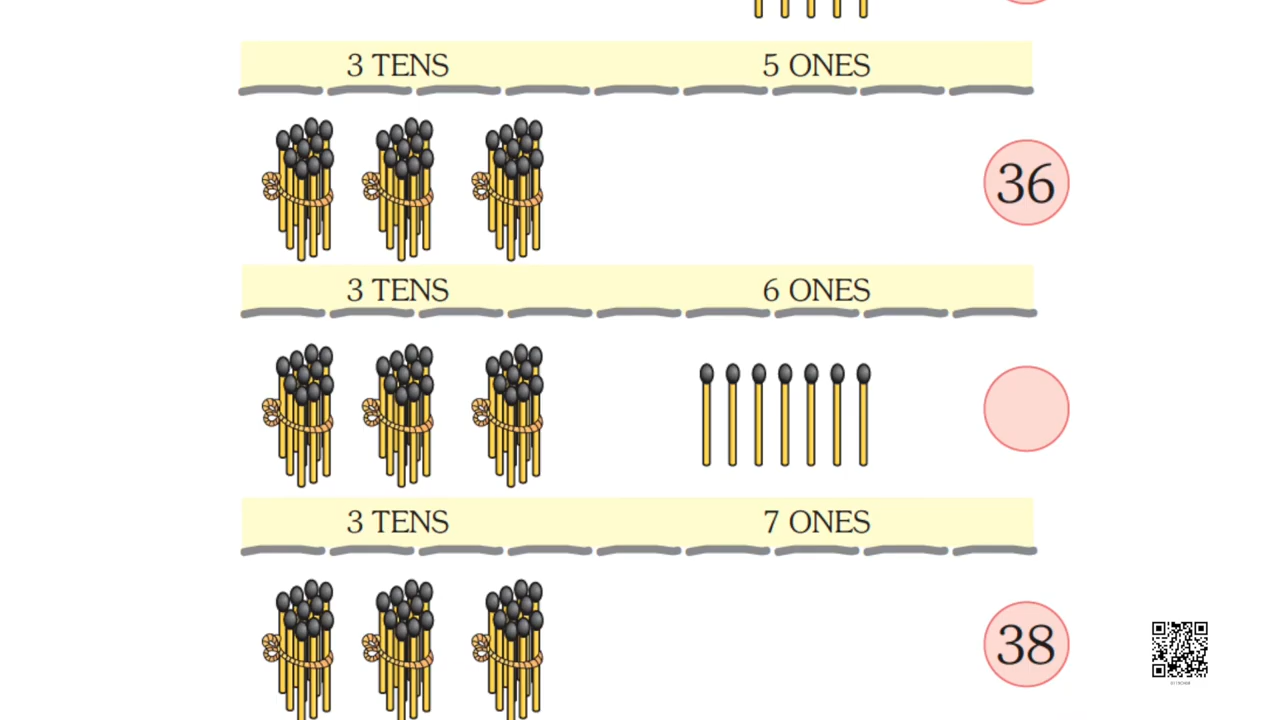 3 TENS 5 ONES
36
3 TENS 6 ONES
3 TENS 7 ONES
38